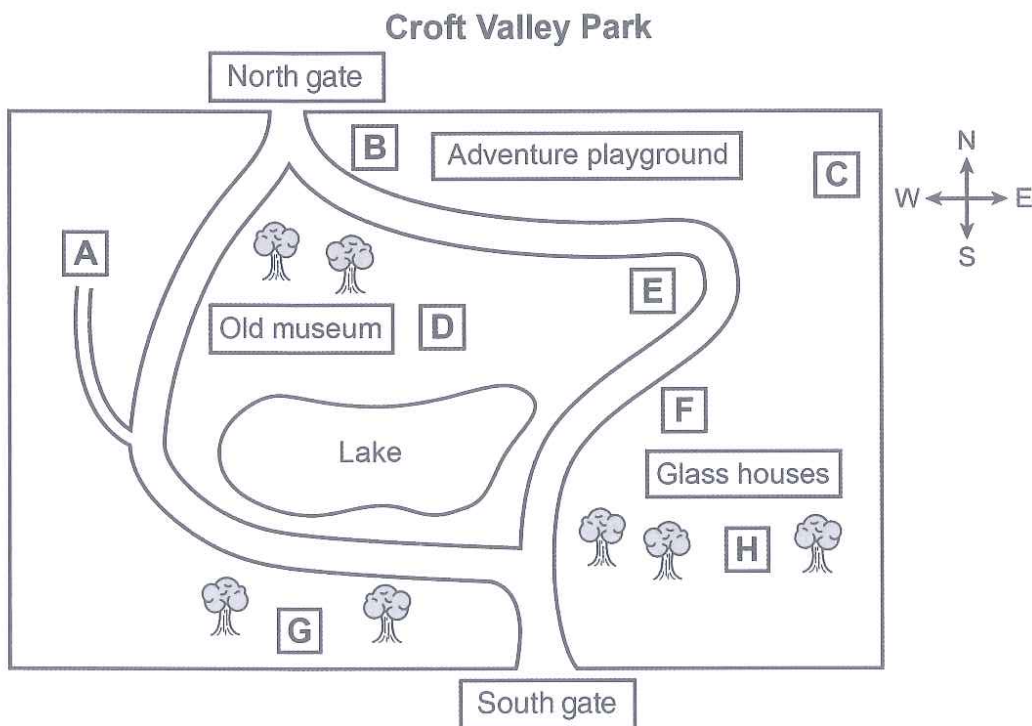 Croft Valley Park
North gate
B
Adventure playground
C
N
W E
S
A
E
Old museum
D
F
Lake
Glass houses
H
G
South gate